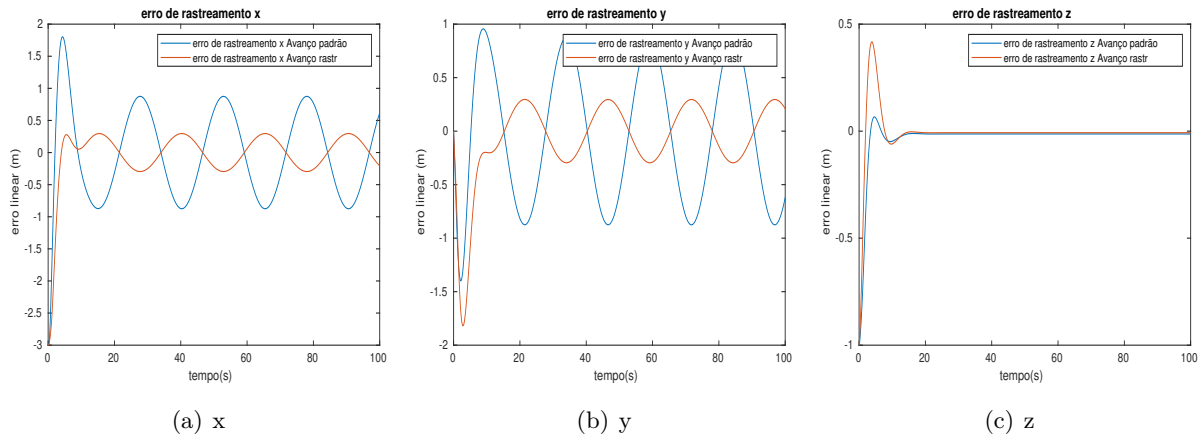 erro de rastreamento x
2
1.5
1
0.5
0
-0.5
-1
-1.5
-2
-2.5
-3
erro linear (m)
erro de rastreamento x Avanço padrão
erro de rastreamento x Avanço rastr
0 20 40 60 80 100
tempo(s)
(a) x
erro de rastreamento y
1
0.5
0
-0.5
-1
-1.5
-2
erro linear (m)
erro de rastreamento y Avanço padrão
erro de rastreamento y Avanço rastr
0 20 40 60 80 100
tempo(s)
(b) y
erro de rastreamento z
0.5
0
-0.5
-1
erro linear (m)
erro de rastreamento z Avanço padrão
erro de rastreamento z Avanço rastr
0 20 40 60 80 100
tempo(s)
(c) z